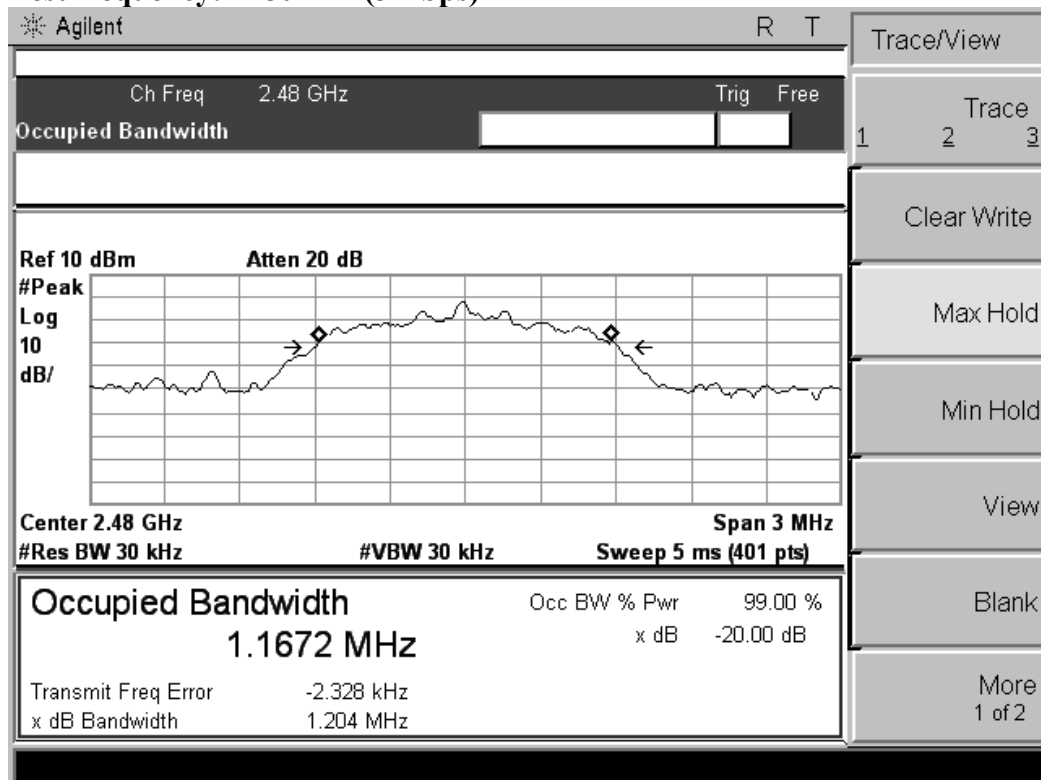 Agilent R T
Trace/View
Ch Freq 2.48 GHz Trig Free
Occupied Bandwidth
Trace
1 2 3
Clear Write
Max Hold
Min Hold
View
Blank
More
1 of 2
Ref 10 dBm Atten 20 dB
#Peak
Log
10
dB/
Center 2.48 GHz Span 3 MHz
#Res BW 30 kHz #VBW 30 kHz Sweep 5 ms (401 pts)
Occupied Bandwidth
1.1672 MHz
Occ BW % Pwr 99.00 %
x dB -20.00 dB
Transmit Freq Error -2.328 kHz
x dB Bandwidth 1.204 MHz